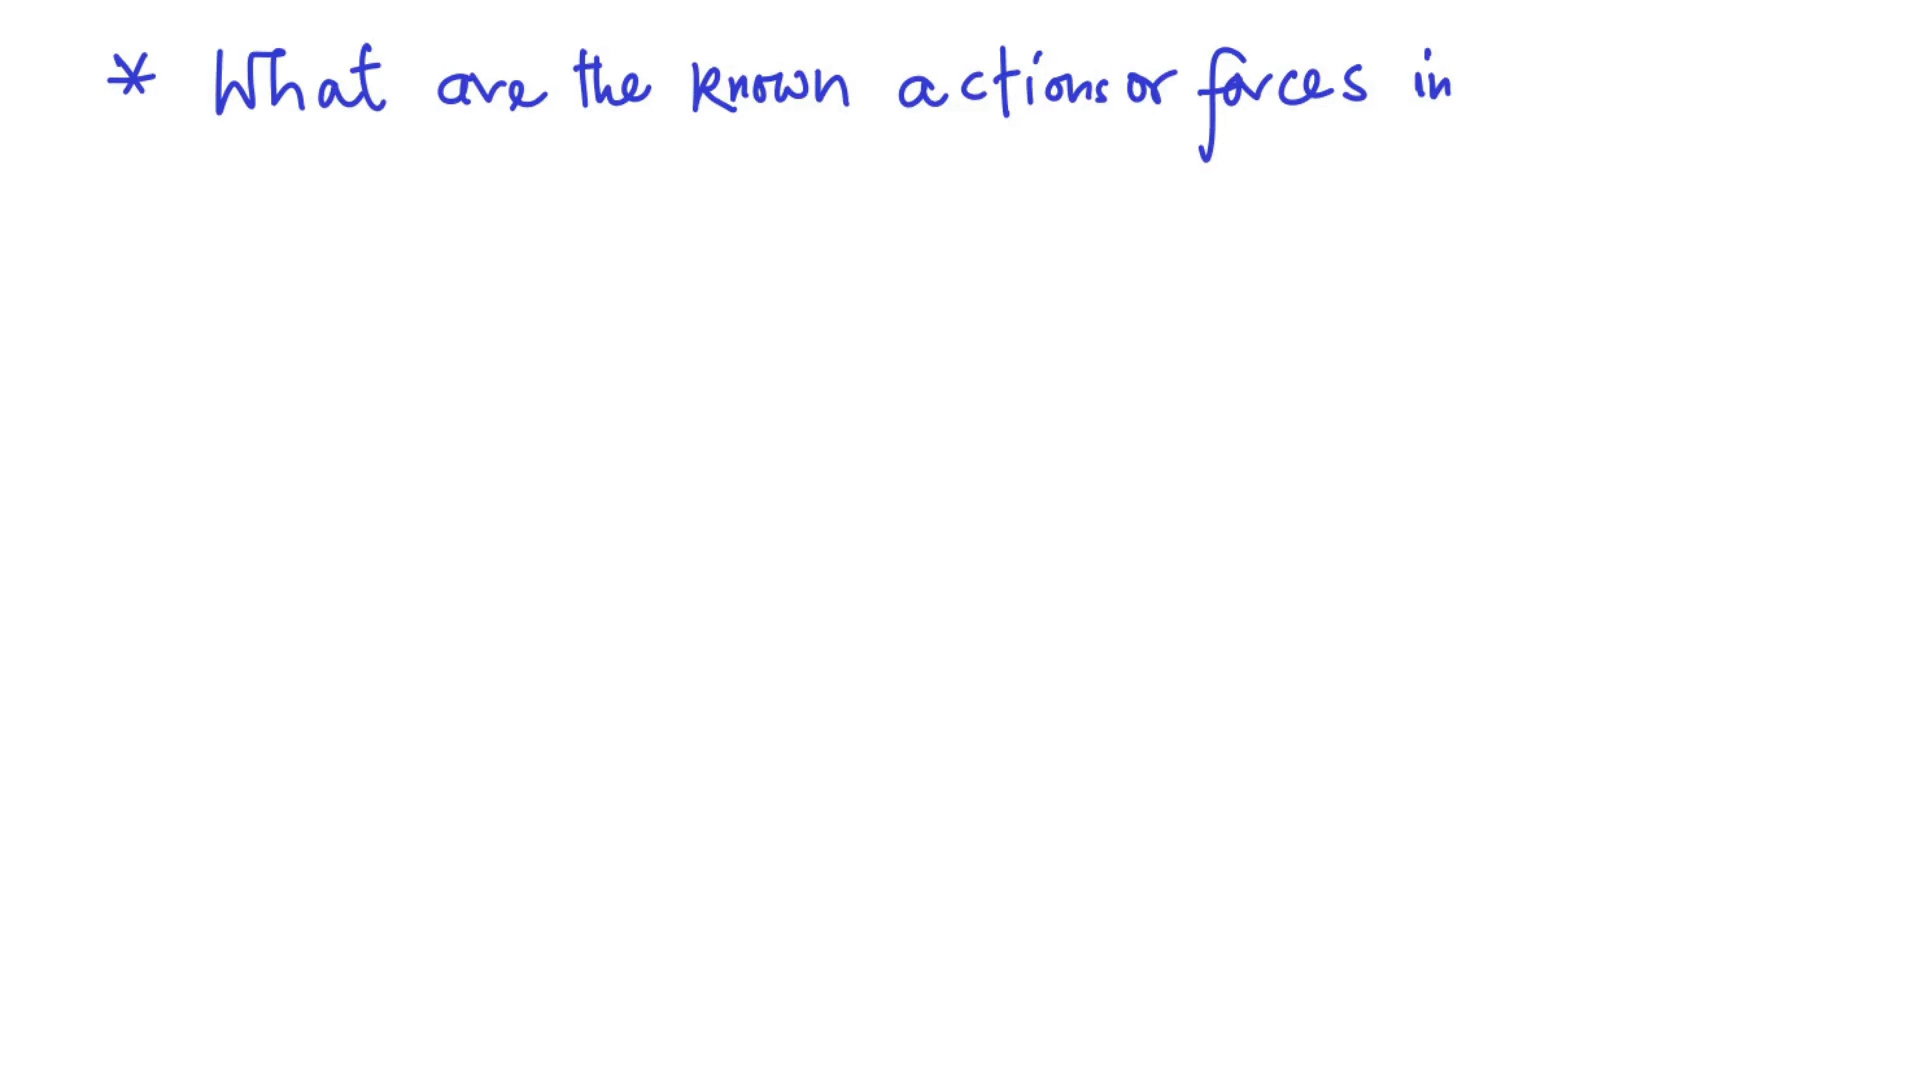 * What are the known actions or forces in